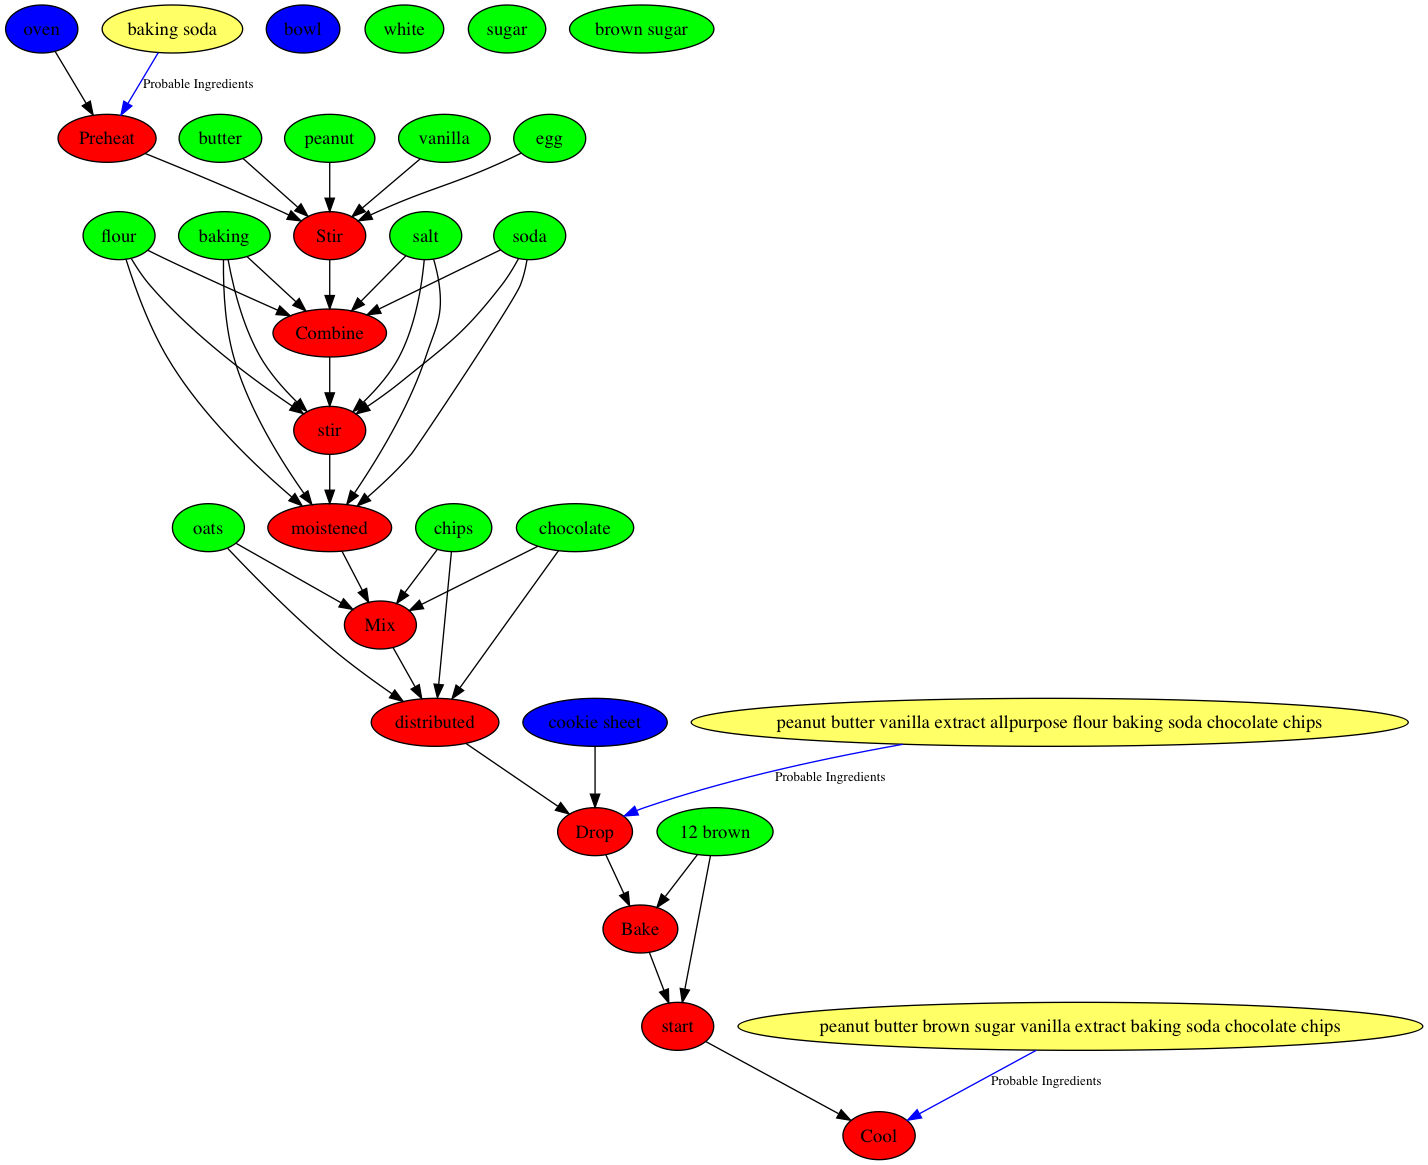 oven
baking soda
bowl
white
sugar
brown sugar
Probable Ingredients
Preheat
butter
peanut
vanilla
egg
flour
baking
Stir
salt
soda
Combine
stir
oats
moistened
chips
chocolate
Mix
distributed
cookie sheet
peanut butter vanilla extract allpurpose flour baking soda chocolate chips
Probable Ingredients
Drop
12 brown
Bake
start
peanut butter brown sugar vanilla extract baking soda chocolate chips
Probable Ingredients
Cool